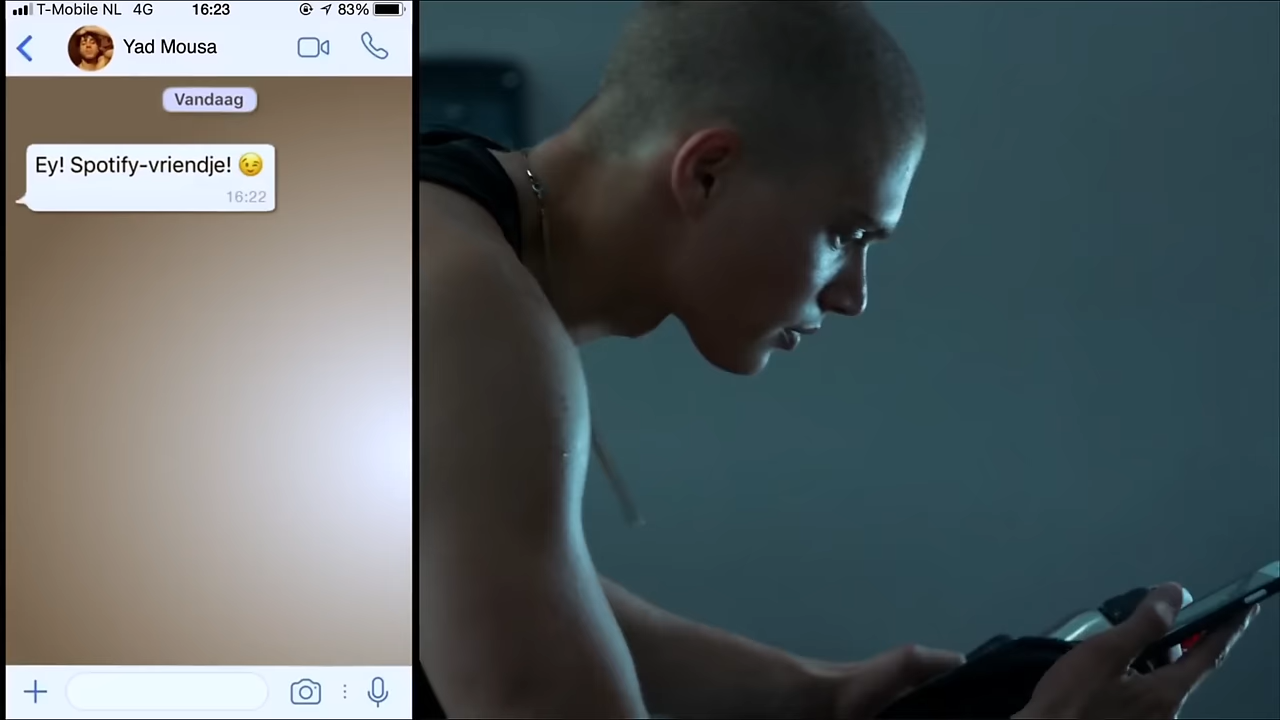 T-Mobile NL 4G 16:23 83%
Yad Mousa
Vandaag
Ey! Spotify-vriendje! 😉
16:22